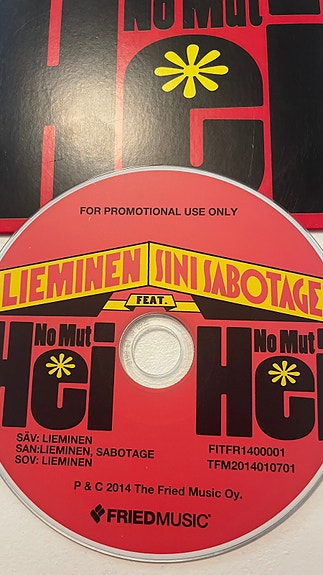 No Mut
Hei
FOR PROMOTIONAL USE ONLY
LIEMINEN SINI SABOTAGE
FEAT.
No Mut
Hei
No Mut
Hei
SÄV: LIEMINEN
SAN:LIEMINEN, SABOTAGE
SOV: LIEMINEN
FITFR1400001
TFM2014010701
P & C 2014 The Fried Music Oy.
FRIEDMUSIC